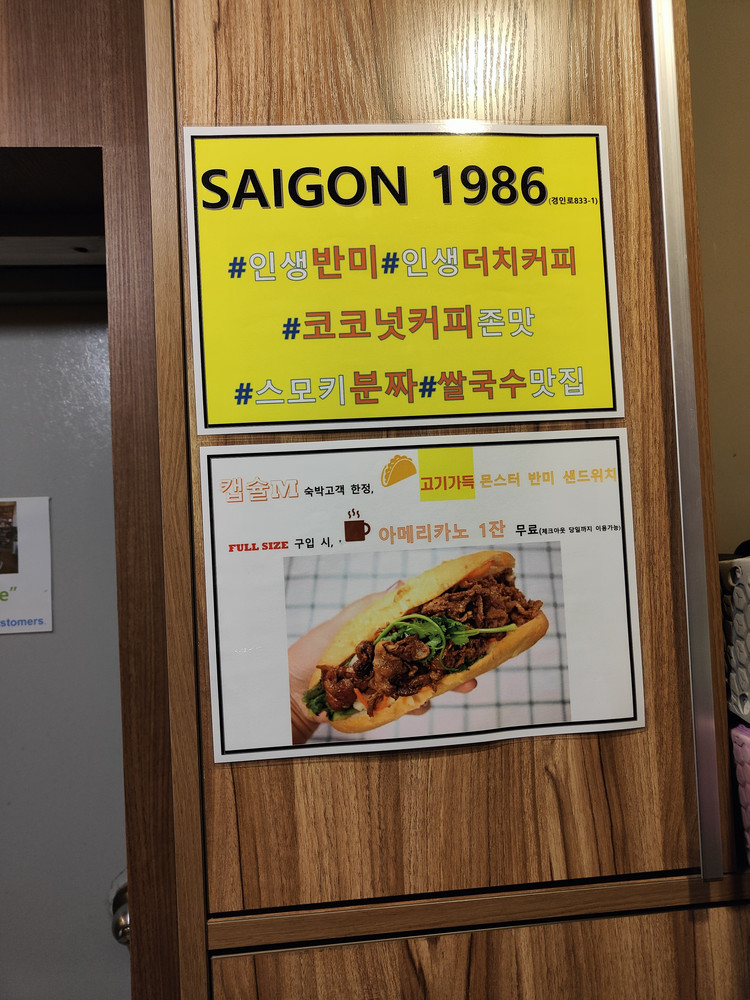 SAIGON 1986(경인로833-1)
#인생반미#인생더치커피
#코코넛커피존맛
#스모키분짜#쌀국수맛집
캡슐M 숙박고객 한정, 고기가득 몬스터 반미 샌드위치
FULL SIZE 구입 시, 아메리카노 1잔 무료(체크아웃 당일까지 이용가능)
e”
stomers.